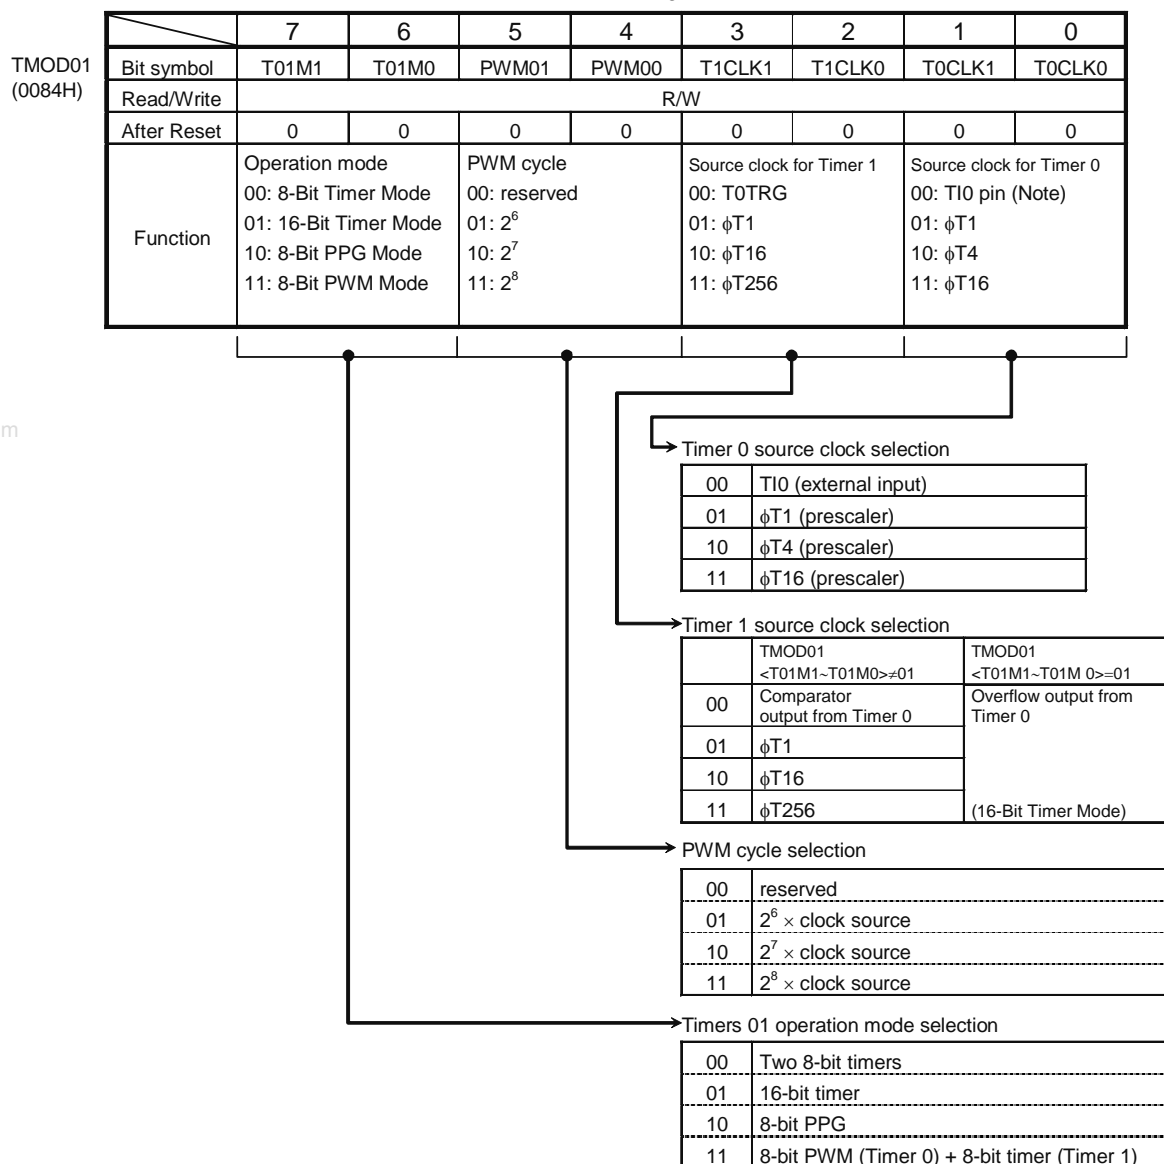 7 6 5 4 3 2 1 0
TMOD01
(0084H)
Bit symbol T01M1 T01M0 PWM01 PWM00 T1CLK1 T1CLK0 T0CLK1 T0CLK0
Read/Write R/W
After Reset 0 0 0 0 0 0 0 0
Function
Operation mode
00: 8-Bit Timer Mode
01: 16-Bit Timer Mode
10: 8-Bit PPG Mode
11: 8-Bit PWM Mode
PWM cycle
00: reserved
01: 2⁶
10: 2⁷
11: 2⁸
Source clock for Timer 1
00: T0TRG
01: ϕT1
10: ϕT16
11: ϕT256
Source clock for Timer 0
00: TI0 pin (Note)
01: ϕT1
10: ϕT4
11: ϕT16
m
Timer 0 source clock selection
00 TI0 (external input)
01 ϕT1 (prescaler)
10 ϕT4 (prescaler)
11 ϕT16 (prescaler)
Timer 1 source clock selection
TMOD01
<T01M1~T01M0>≠01
TMOD01
<T01M1~T01M 0>=01
00 Comparator
output from Timer 0
Overflow output from
Timer 0
01 ϕT1
10 ϕT16
11 ϕT256 (16-Bit Timer Mode)
PWM cycle selection
00 reserved
01 2⁶ × clock source
10 2⁷ × clock source
11 2⁸ × clock source
Timers 01 operation mode selection
00 Two 8-bit timers
01 16-bit timer
10 8-bit PPG
11 8-bit PWM (Timer 0) + 8-bit timer (Timer 1)